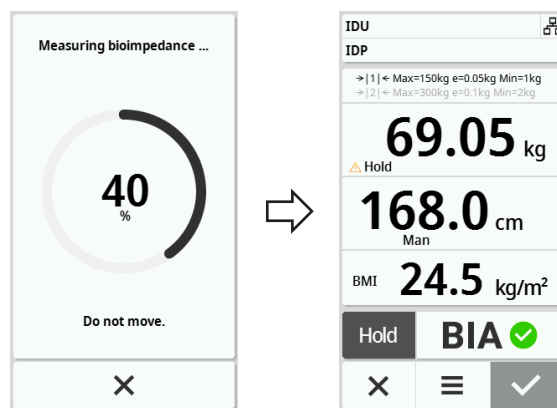 Measuring bioimpedance ...
40
%
Do not move.
IDU
IDP
→|1|← Max=150kg e=0.05kg Min=1kg
→|2|← Max=300kg e=0.1kg Min=2kg
69.05 kg
Hold
168.0 cm
Man
BMI 24.5 kg/m²
Hold BIA